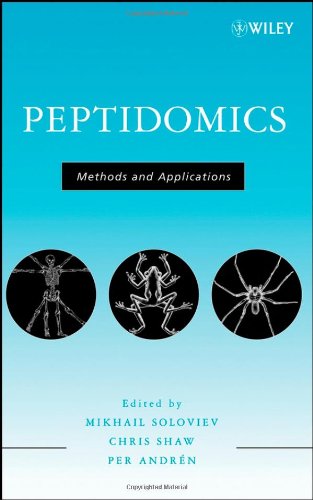 WILEY
PEPTIDOMICS
Methods and Applications
Edited by
MIKHAIL SOLOVIEV
CHRIS SHAW
PER ANDRÉN